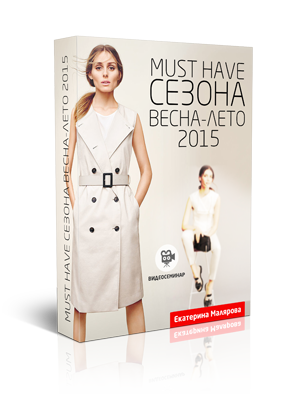 MUST HAVE
СЕЗОНА
ВЕСНА-ЛЕТО
2015
ВИДЕОСЕМИНАР
Екатерина Малярова
MUST HAVE СЕЗОНА ВЕСНА-ЛЕТО 2015